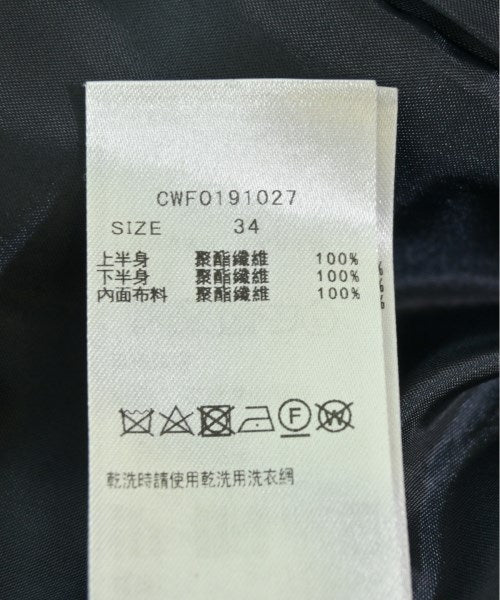 CWF0191027
SIZE 34
上半身 聚酯纖維 100%
下半身 聚酯纖維 100%
內面布料 聚酯纖維 100%
%
%
%
F W
乾洗時請使用乾洗用洗衣網